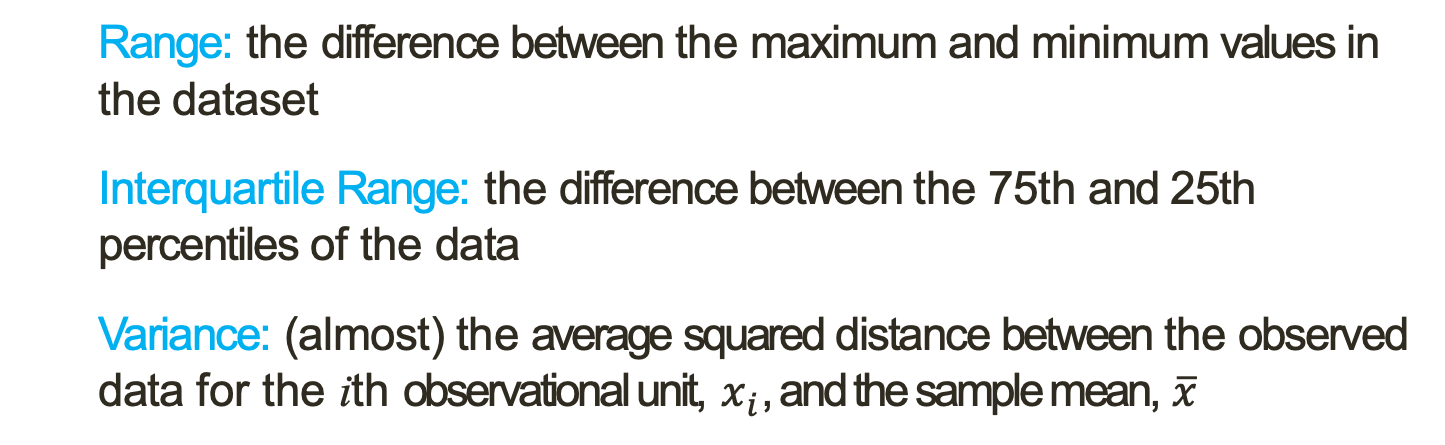 Range: the difference between the maximum and minimum values in
the dataset
Interquartile Range: the difference between the 75th and 25th
percentiles of the data
Variance: (almost) the average squared distance between the observed
data for the 𝑖th observational unit, 𝑥ᵢ, and the sample mean, x̅